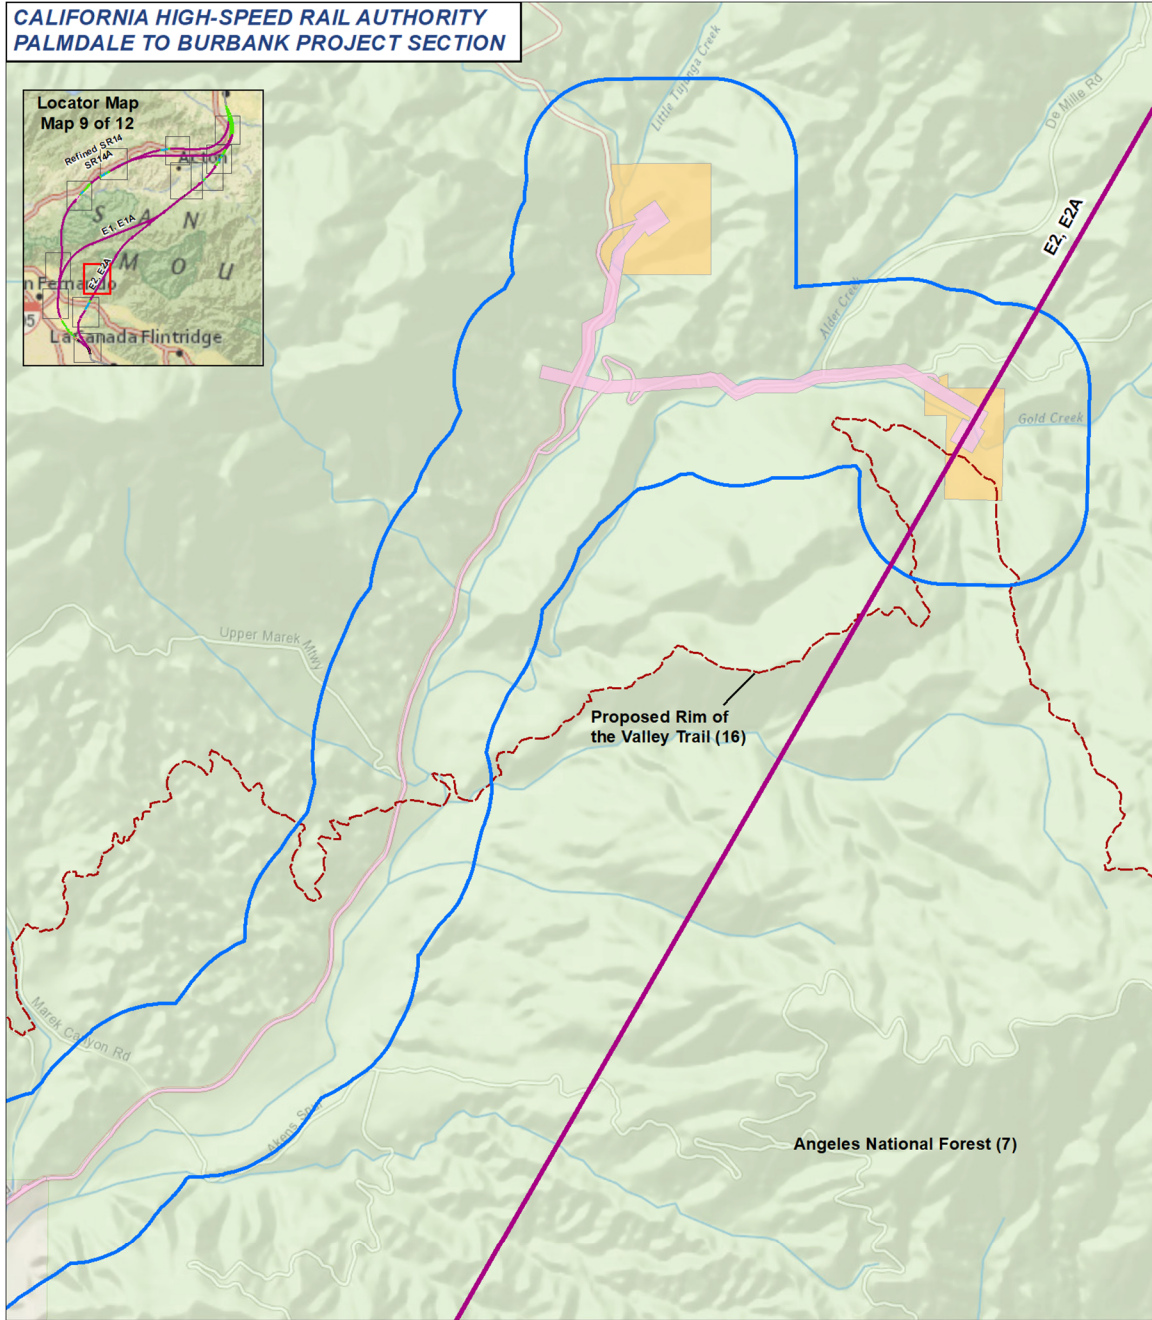 CALIFORNIA HIGH-SPEED RAIL AUTHORITY
PALMDALE TO BURBANK PROJECT SECTION
Locator Map
Map 9 of 12
Refined SR14
SR14A
Acton
S A N
E1, E1A
M O U
E2, E2A
n Fernando
La Canada Flintridge
Little Tujunga Creek
De Mille Rd
E2, E2A
Alder Creek
Gold Creek
Upper Marek Mtwy
Proposed Rim of
the Valley Trail (16)
Marek Canyon Rd
Akens
Angeles National Forest (7)